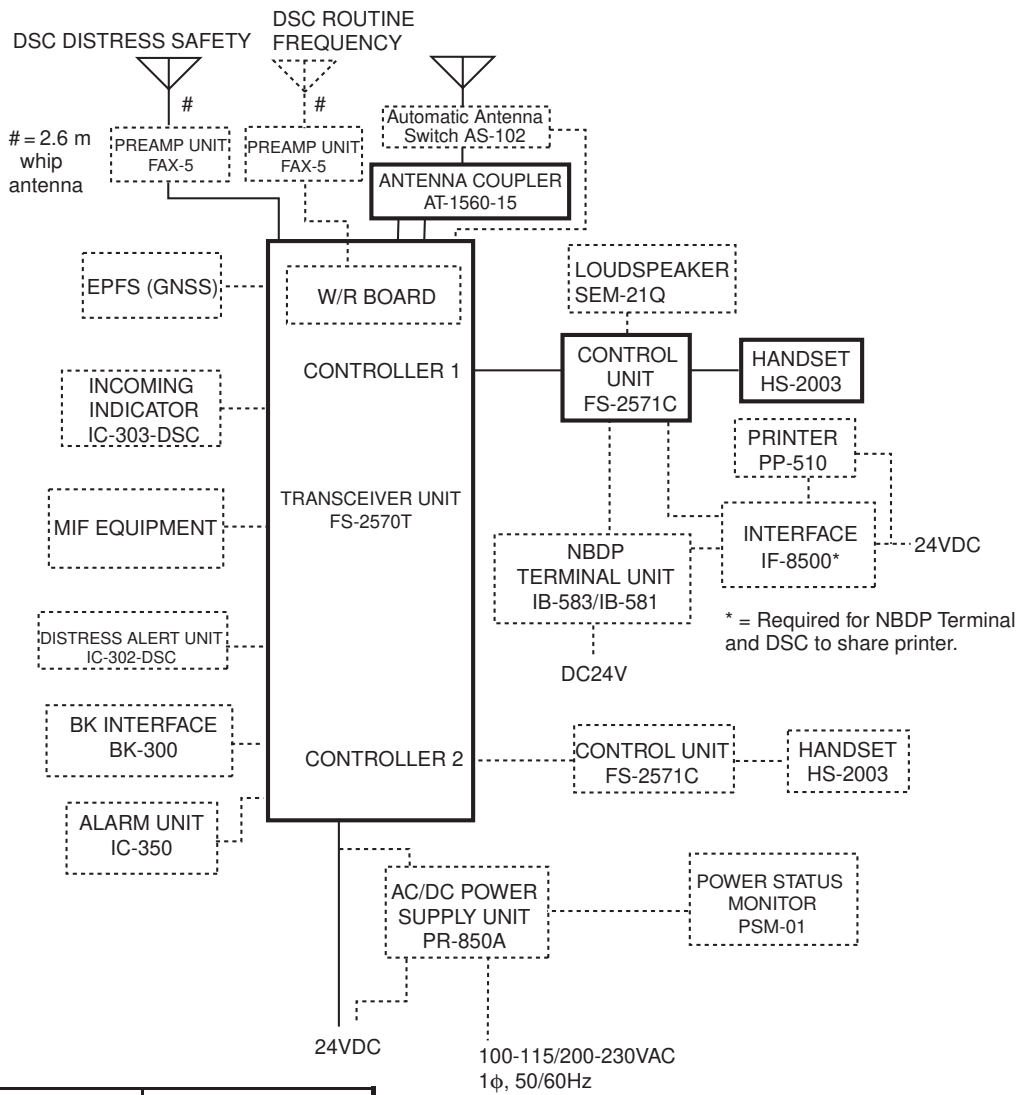 DSC DISTRESS SAFETY
DSC ROUTINE
FREQUENCY
#
#
# = 2.6 m
whip
antenna
PREAMP UNIT
FAX-5
PREAMP UNIT
FAX-5
Automatic Antenna
Switch AS-102
ANTENNA COUPLER
AT-1560-15
EPFS (GNSS)
W/R BOARD
LOUDSPEAKER
SEM-21Q
CONTROLLER 1
CONTROL
UNIT
FS-2571C
HANDSET
HS-2003
INCOMING
INDICATOR
IC-303-DSC
PRINTER
PP-510
TRANSCEIVER UNIT
FS-2570T
MIF EQUIPMENT
NBDP
TERMINAL UNIT
IB-583/IB-581
INTERFACE
IF-8500*
24VDC
* = Required for NBDP Terminal
and DSC to share printer.
DC24V
DISTRESS ALERT UNIT
IC-302-DSC
BK INTERFACE
BK-300
CONTROLLER 2
CONTROL UNIT
FS-2571C
HANDSET
HS-2003
ALARM UNIT
IC-350
AC/DC POWER
SUPPLY UNIT
PR-850A
POWER STATUS
MONITOR
PSM-01
24VDC
100-115/200-230VAC
1ϕ, 50/60Hz